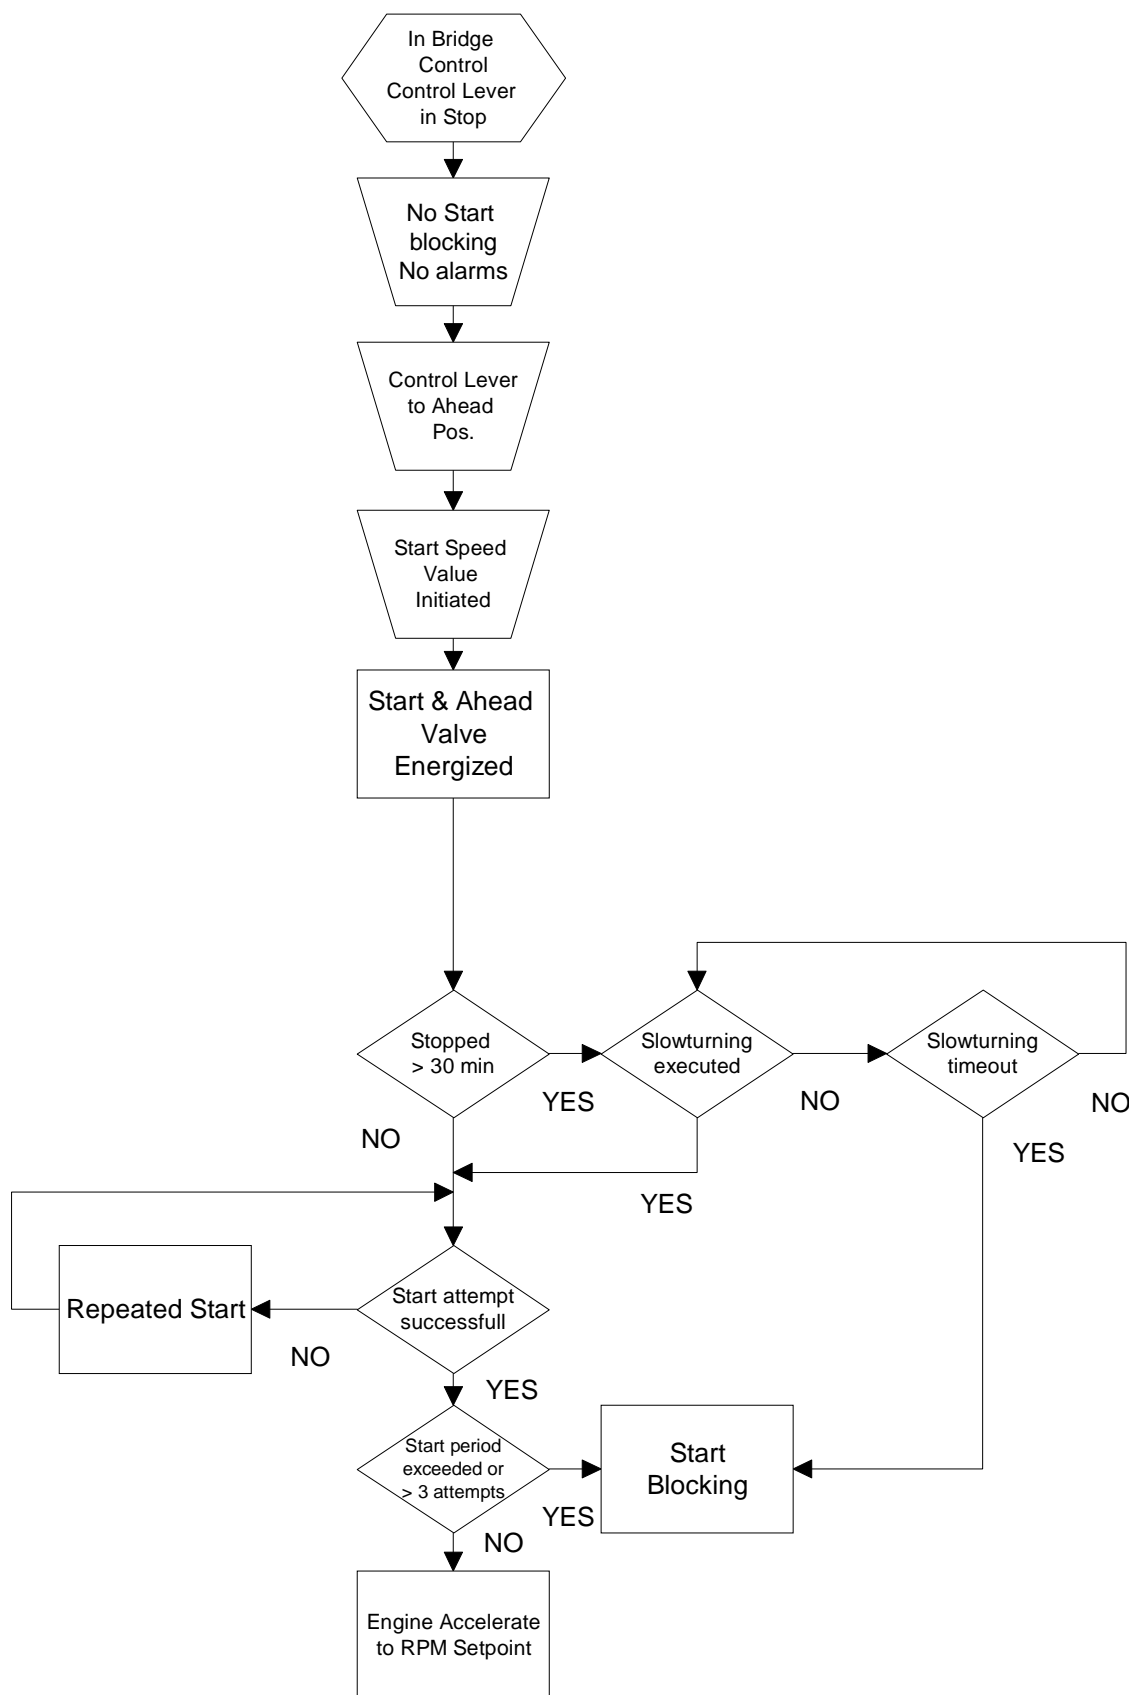 In Bridge
Control
Control Lever
in Stop
No Start
blocking
No alarms
Control Lever
to Ahead
Pos.
Start Speed
Value
Initiated
Start & Ahead
Valve
Energized
Stopped
> 30 min
YES
NO
Slowturning
executed
NO
YES
Slowturning
timeout
NO
YES
Repeated Start
Start attempt
successfull
NO
YES
Start period
exceeded or
> 3 attempts
YES
NO
Start
Blocking
Engine Accelerate
to RPM Setpoint